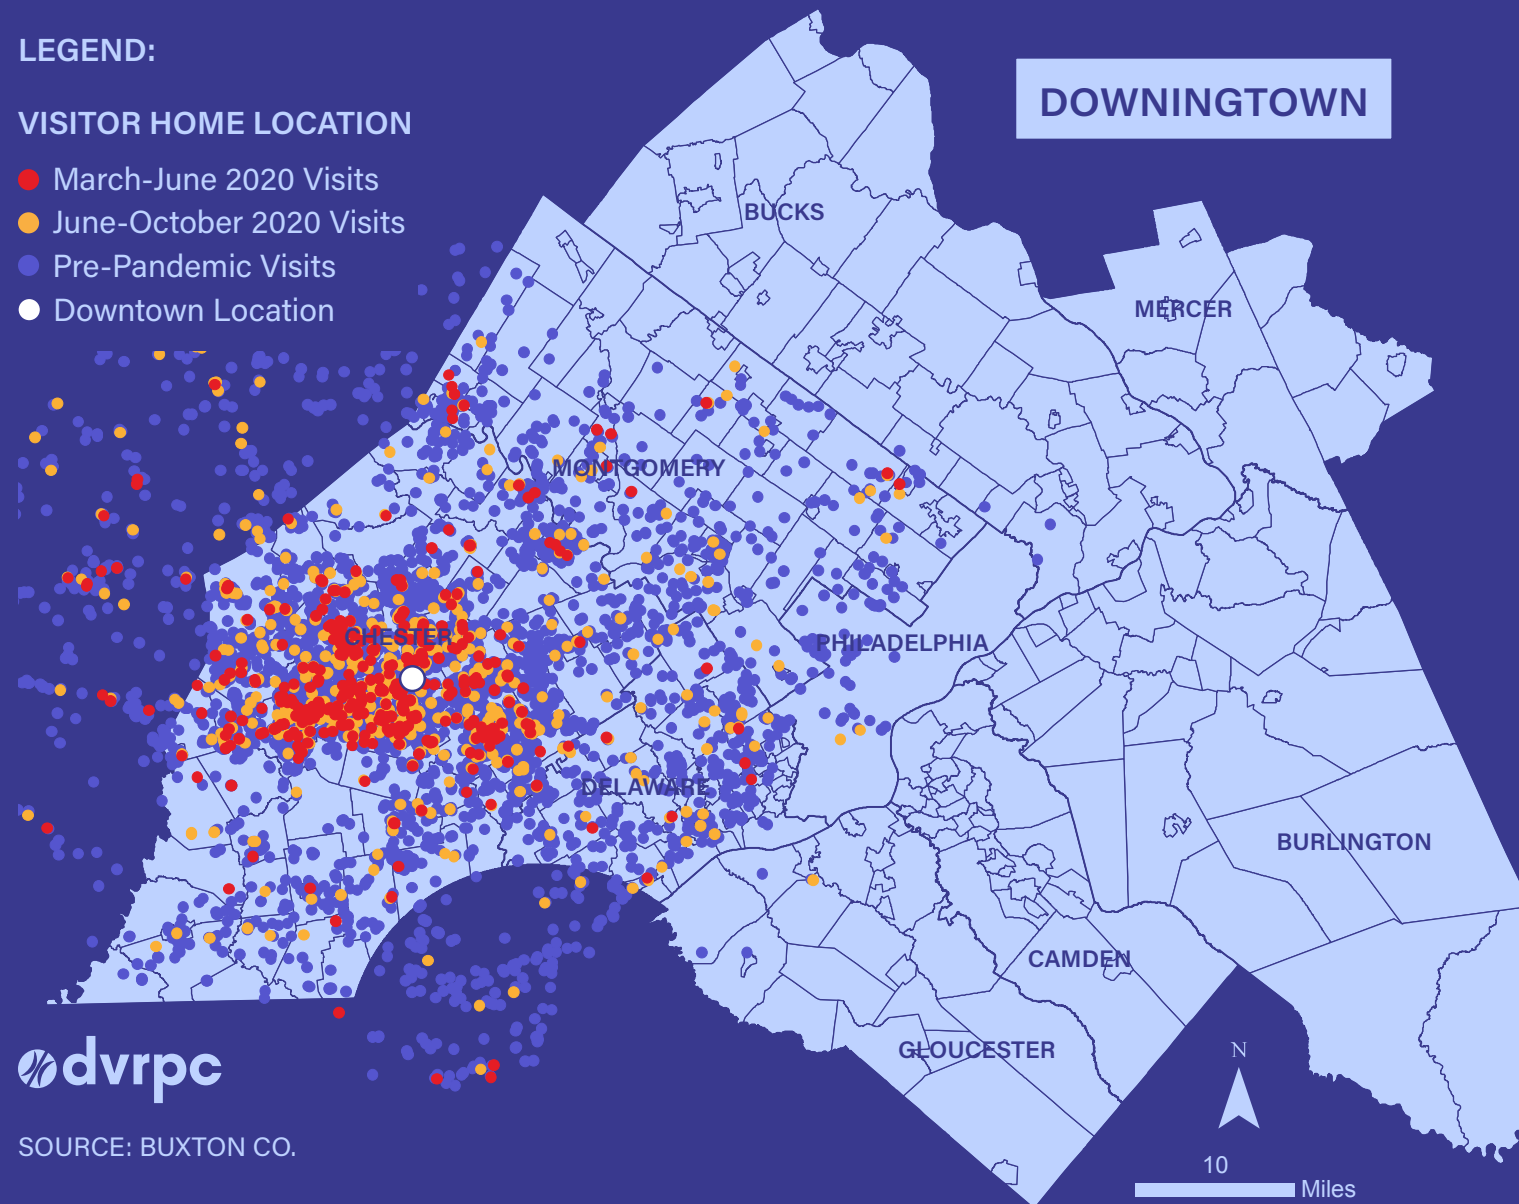 LEGEND:
DOWNINGTOWN
VISITOR HOME LOCATION
March-June 2020 Visits
June-October 2020 Visits
Pre-Pandemic Visits
Downtown Location
BUCKS
MERCER
MONTGOMERY
CHESTER
PHILADELPHIA
DELAWARE
BURLINGTON
CAMDEN
GLOUCESTER
dvrpc
SOURCE: BUXTON CO.
N
10
Miles